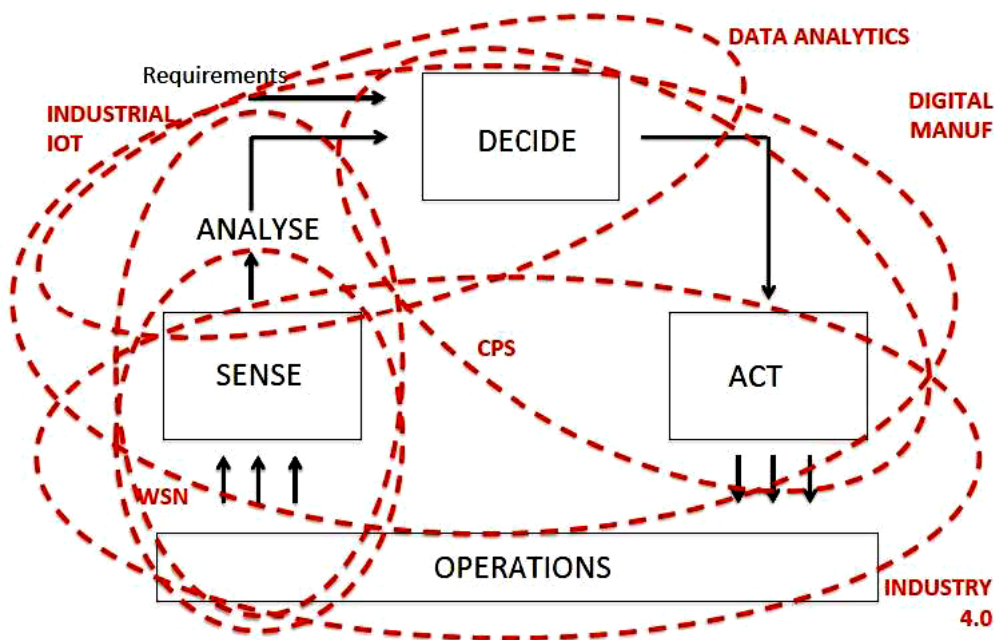 DATA ANALYTICS
Requirements
INDUSTRIAL
IOT
DIGITAL
MANUF
DECIDE
ANALYSE
CPS
SENSE
ACT
WSN
OPERATIONS
INDUSTRY
4.0